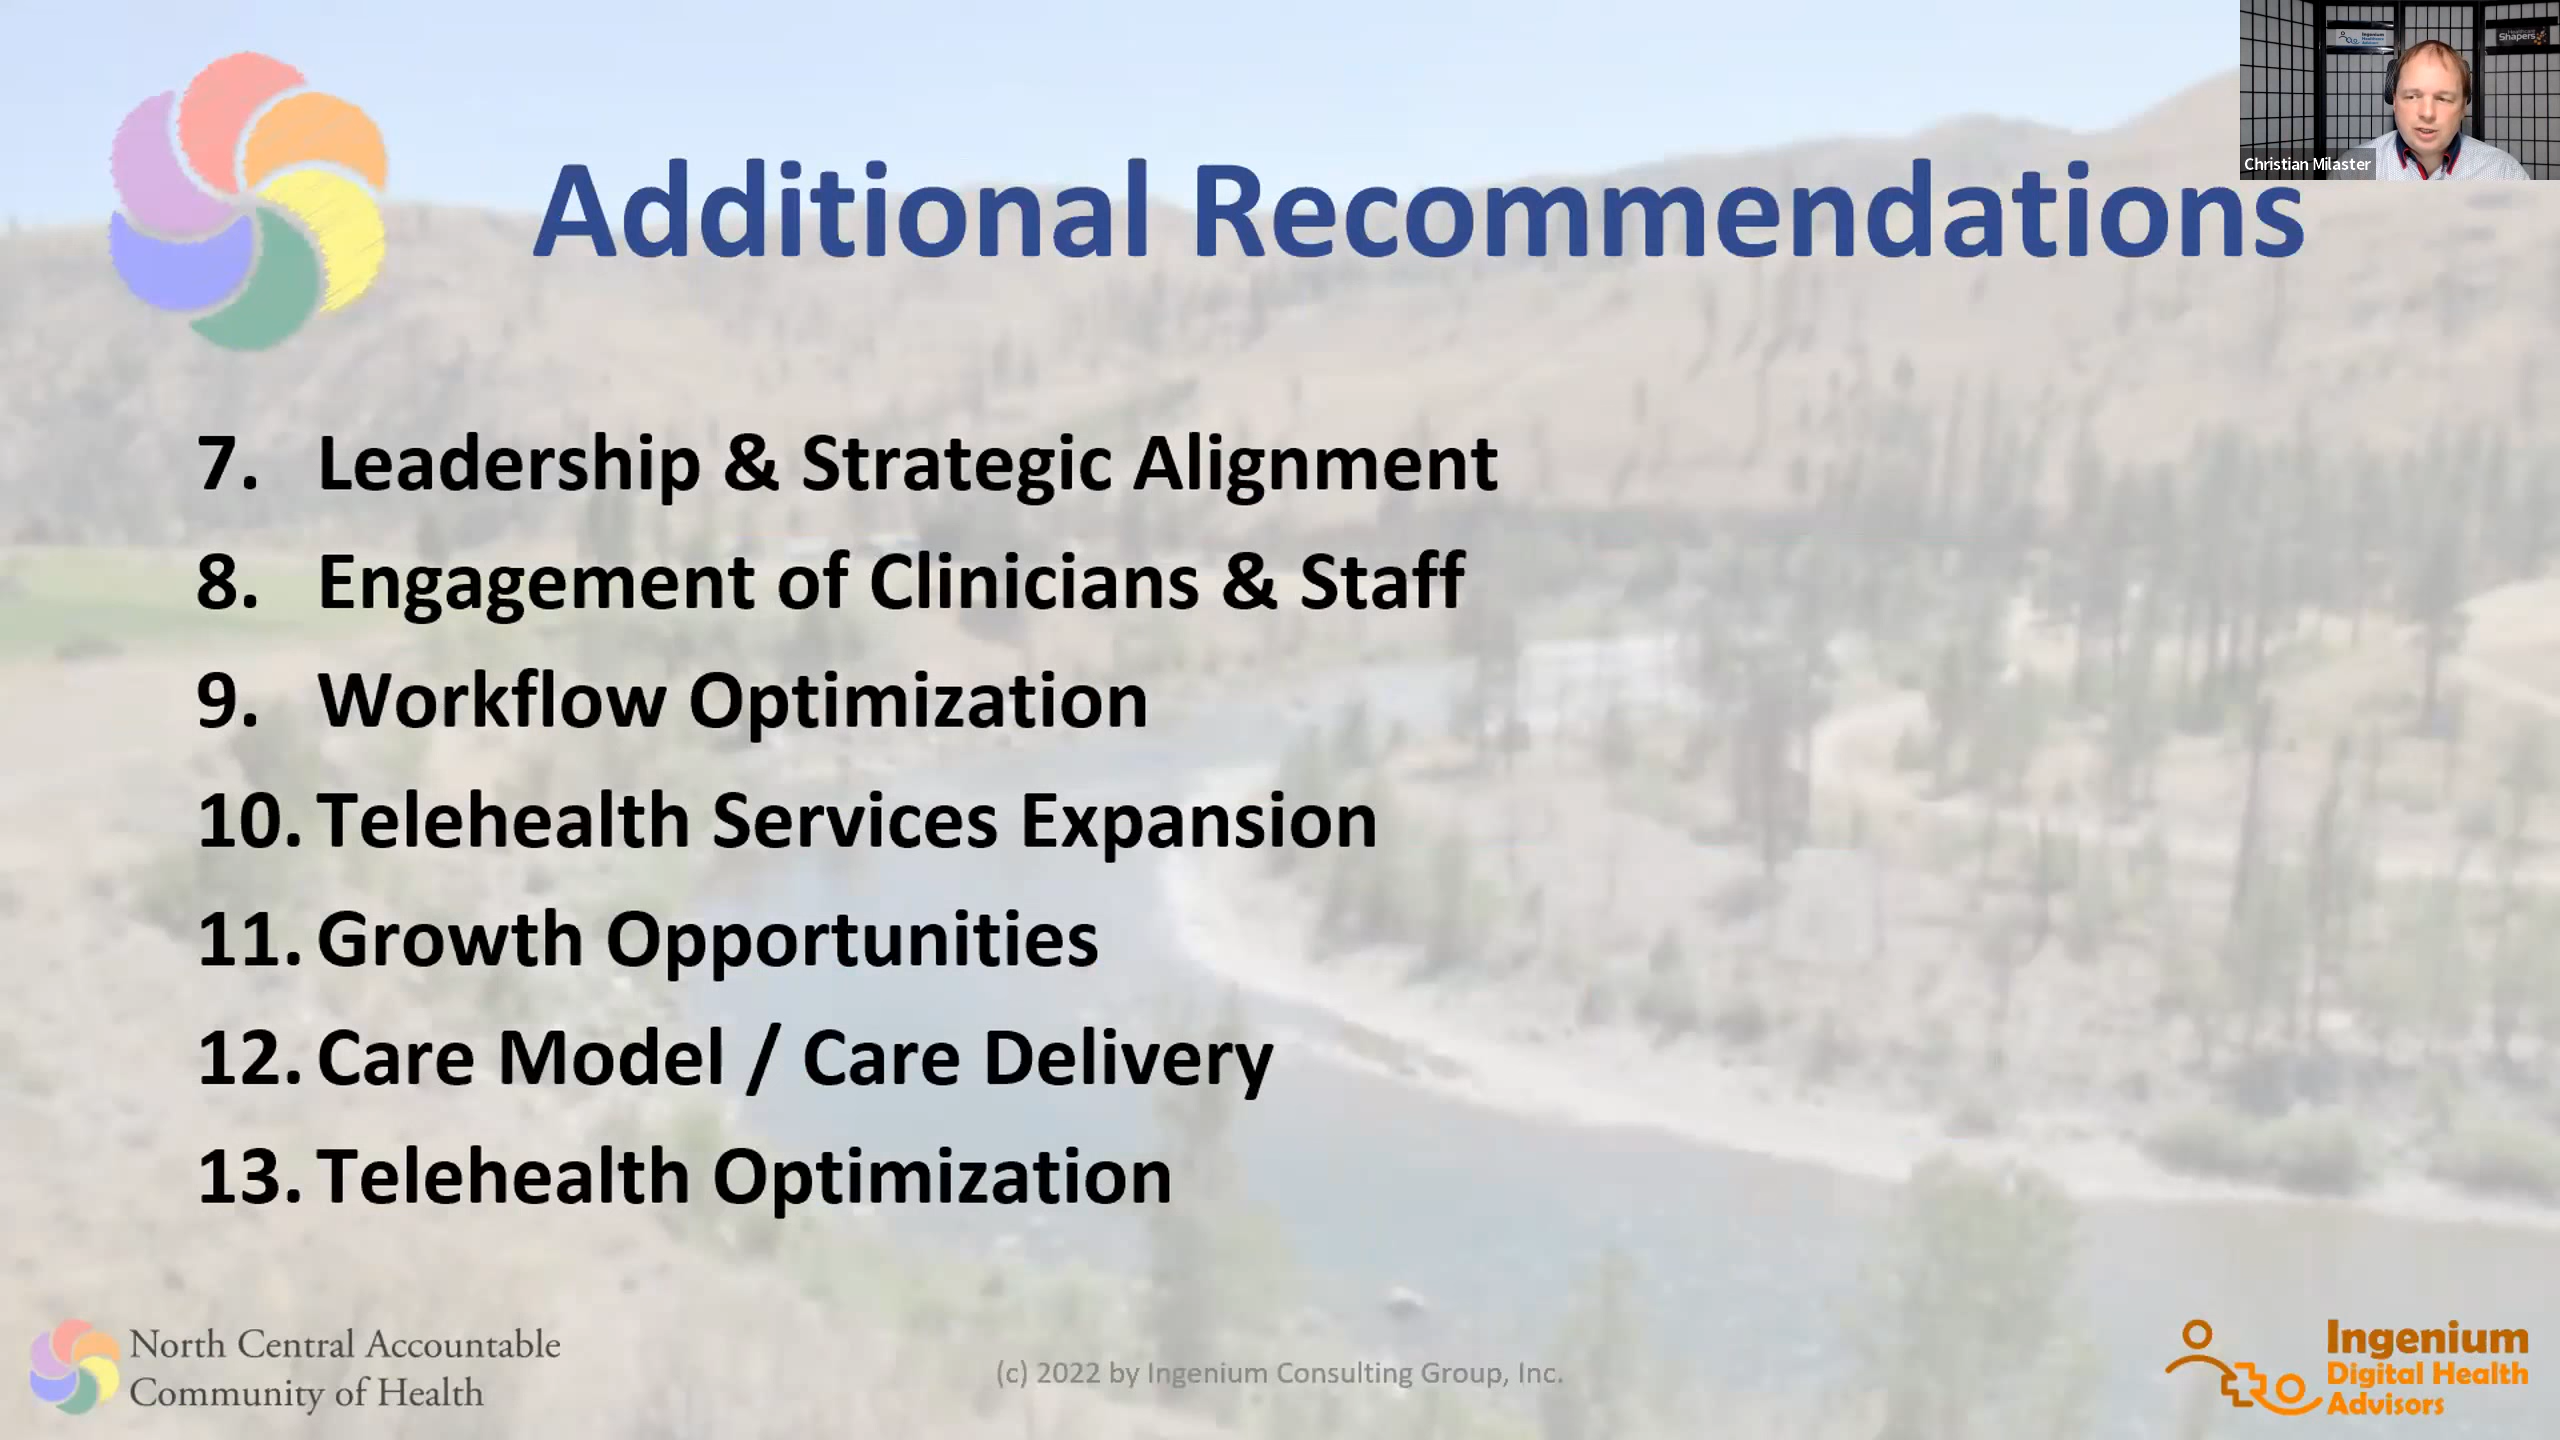 Ingenium
Shapers
Christian Milaster
Additional Recommendations
7. Leadership & Strategic Alignment
8. Engagement of Clinicians & Staff
9. Workflow Optimization
10. Telehealth Services Expansion
11. Growth Opportunities
12. Care Model / Care Delivery
13. Telehealth Optimization
North Central Accountable
Community of Health
(c) 2022 by Ingenium Consulting Group, Inc.
Ingenium
Digital Health
Advisors